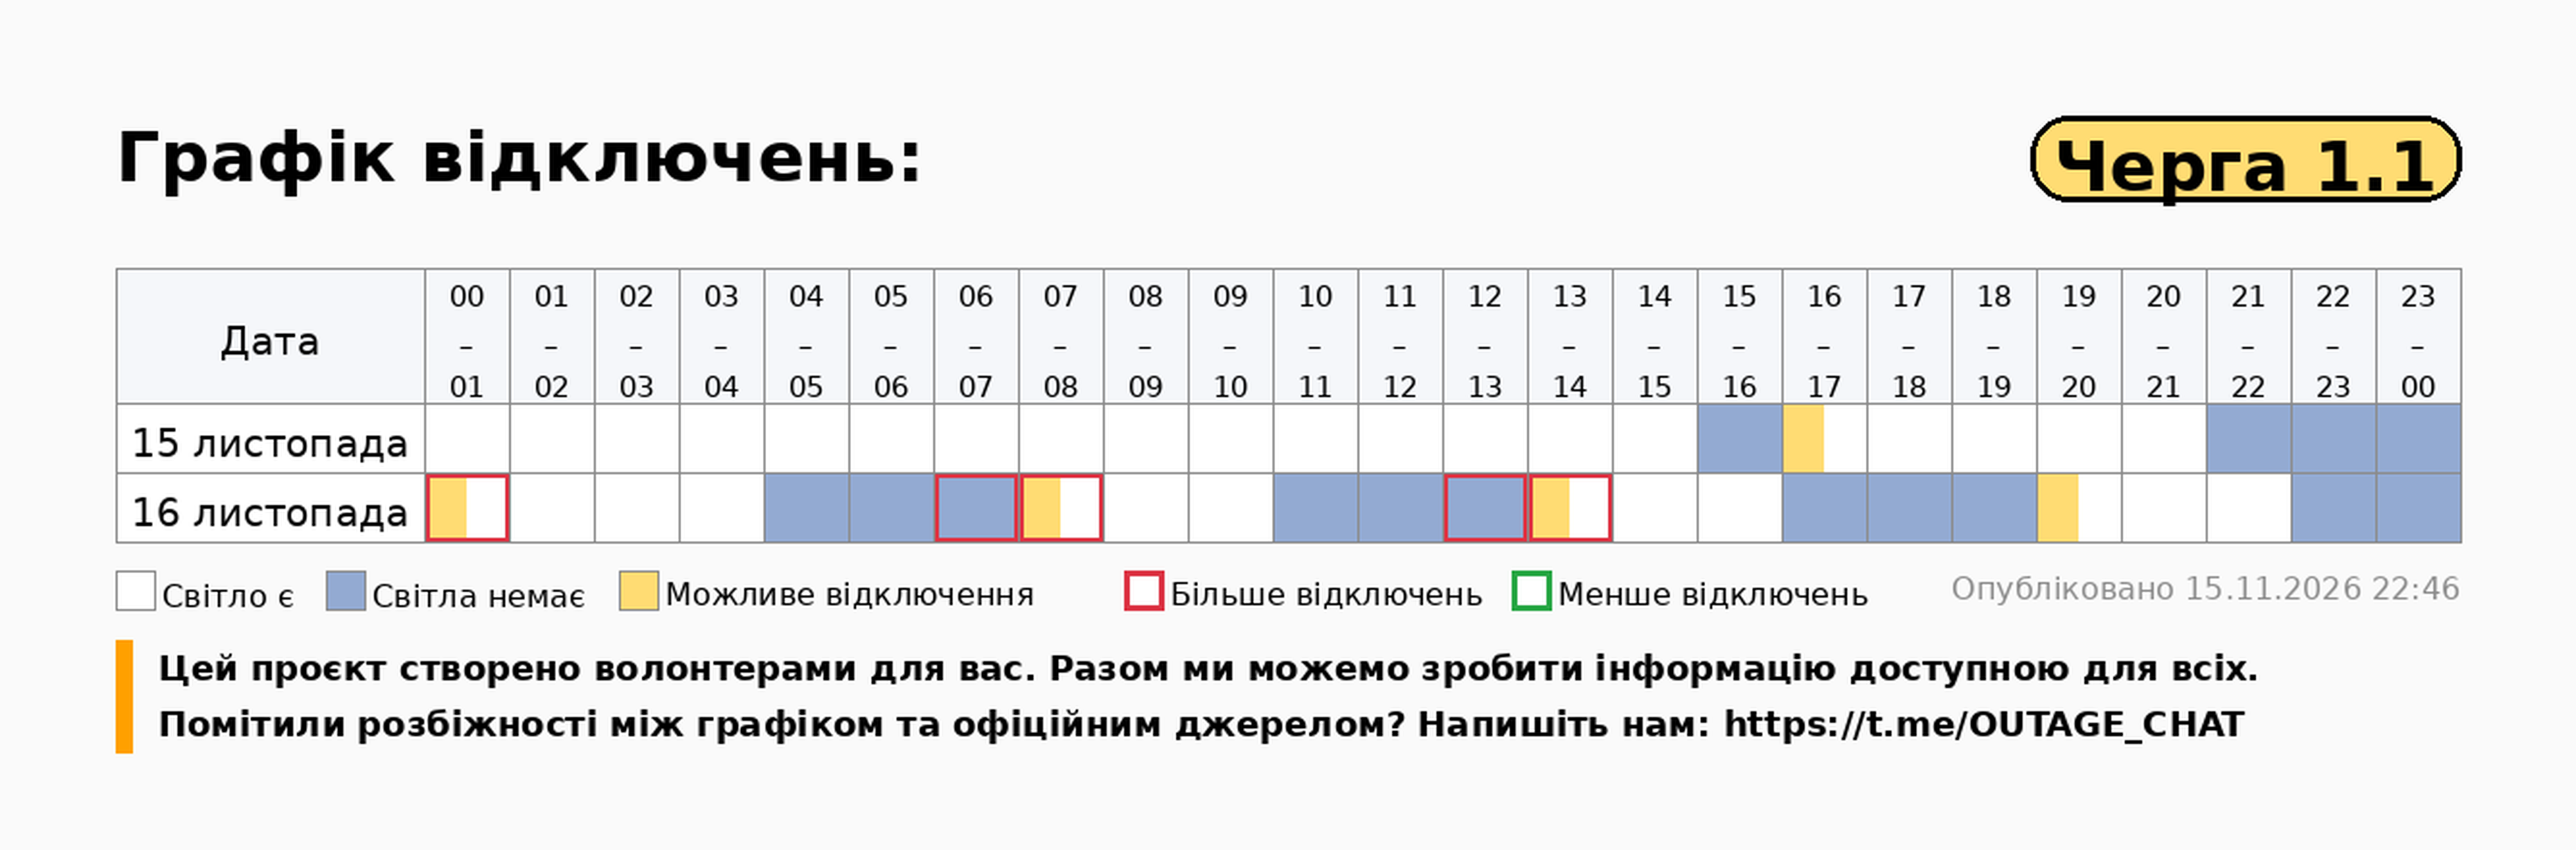 Графік відключень:
Черга 1.1
Дата
00 – 01
01 – 02
02 – 03
03 – 04
04 – 05
05 – 06
06 – 07
07 – 08
08 – 09
09 – 10
10 – 11
11 – 12
12 – 13
13 – 14
14 – 15
15 – 16
16 – 17
17 – 18
18 – 19
19 – 20
20 – 21
21 – 22
22 – 23
23 – 00
15 листопада
16 листопада
Світло є
Світла немає
Можливе відключення
Більше відключень
Менше відключень
Опубліковано 15.11.2026 22:46
Цей проєкт створено волонтерами для вас. Разом ми можемо зробити інформацію доступною для всіх.
Помітили розбіжності між графіком та офіційним джерелом? Напишіть нам: https://t.me/OUTAGE_CHAT